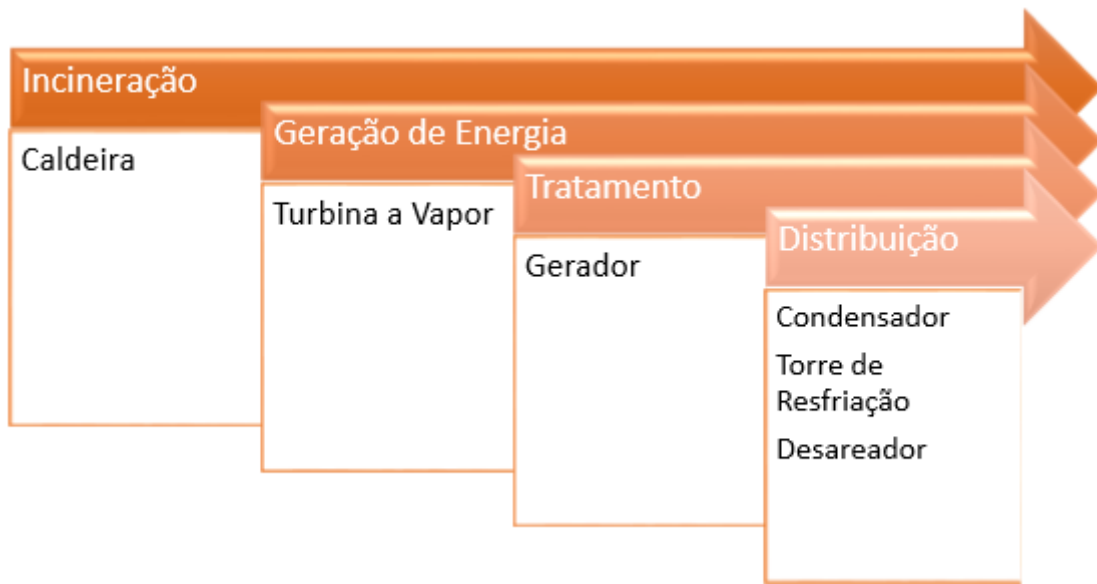 Incineração
Caldeira
Geração de Energia
Turbina a Vapor
Tratamento
Gerador
Distribuição
Condensador
Torre de
Resfriação
Desareador